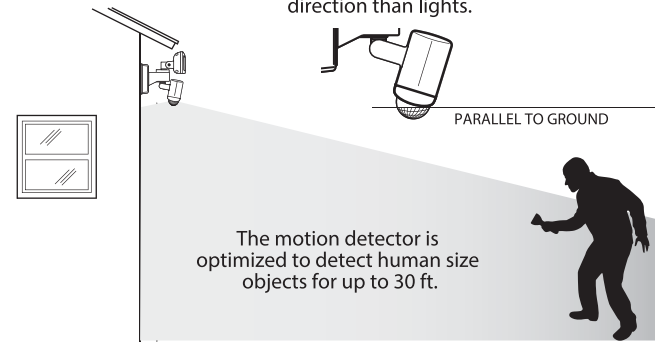 direction than lights.
PARALLEL TO GROUND
The motion detector is
optimized to detect human size
objects for up to 30 ft.